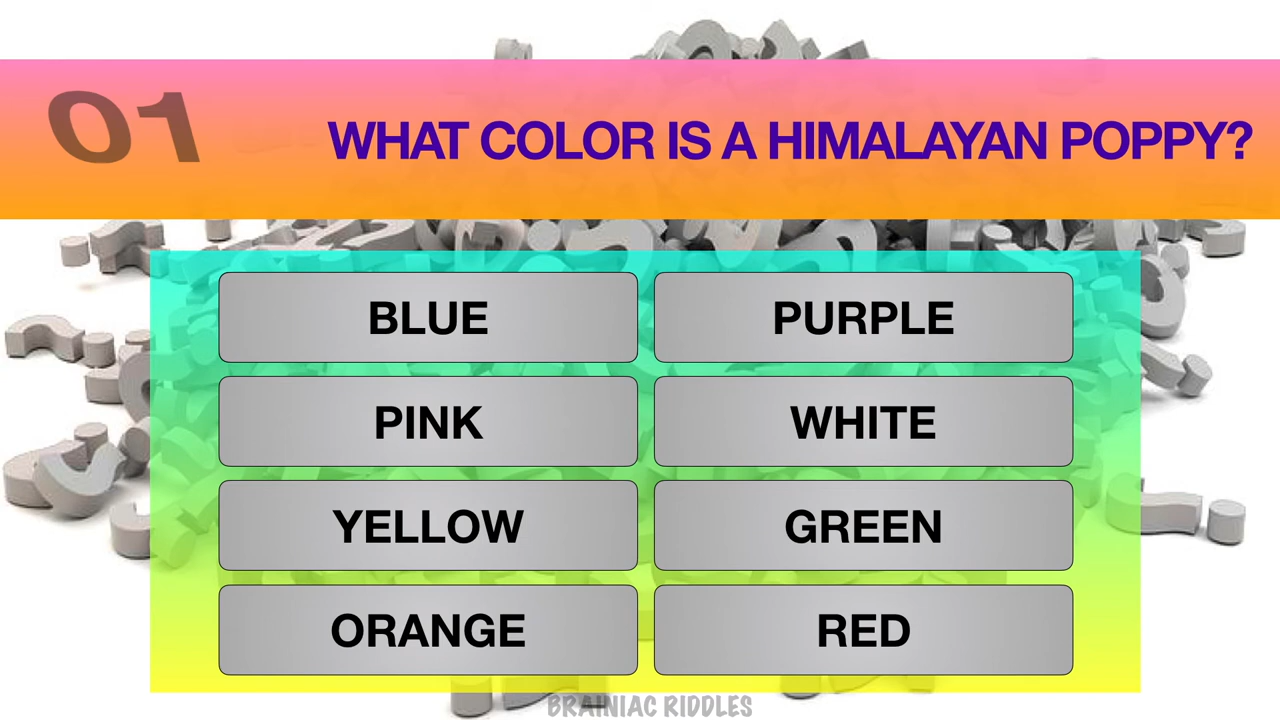 01
WHAT COLOR IS A HIMALAYAN POPPY?
BLUE
PURPLE
PINK
WHITE
YELLOW
GREEN
ORANGE
RED
BRAINIAC RIDDLES